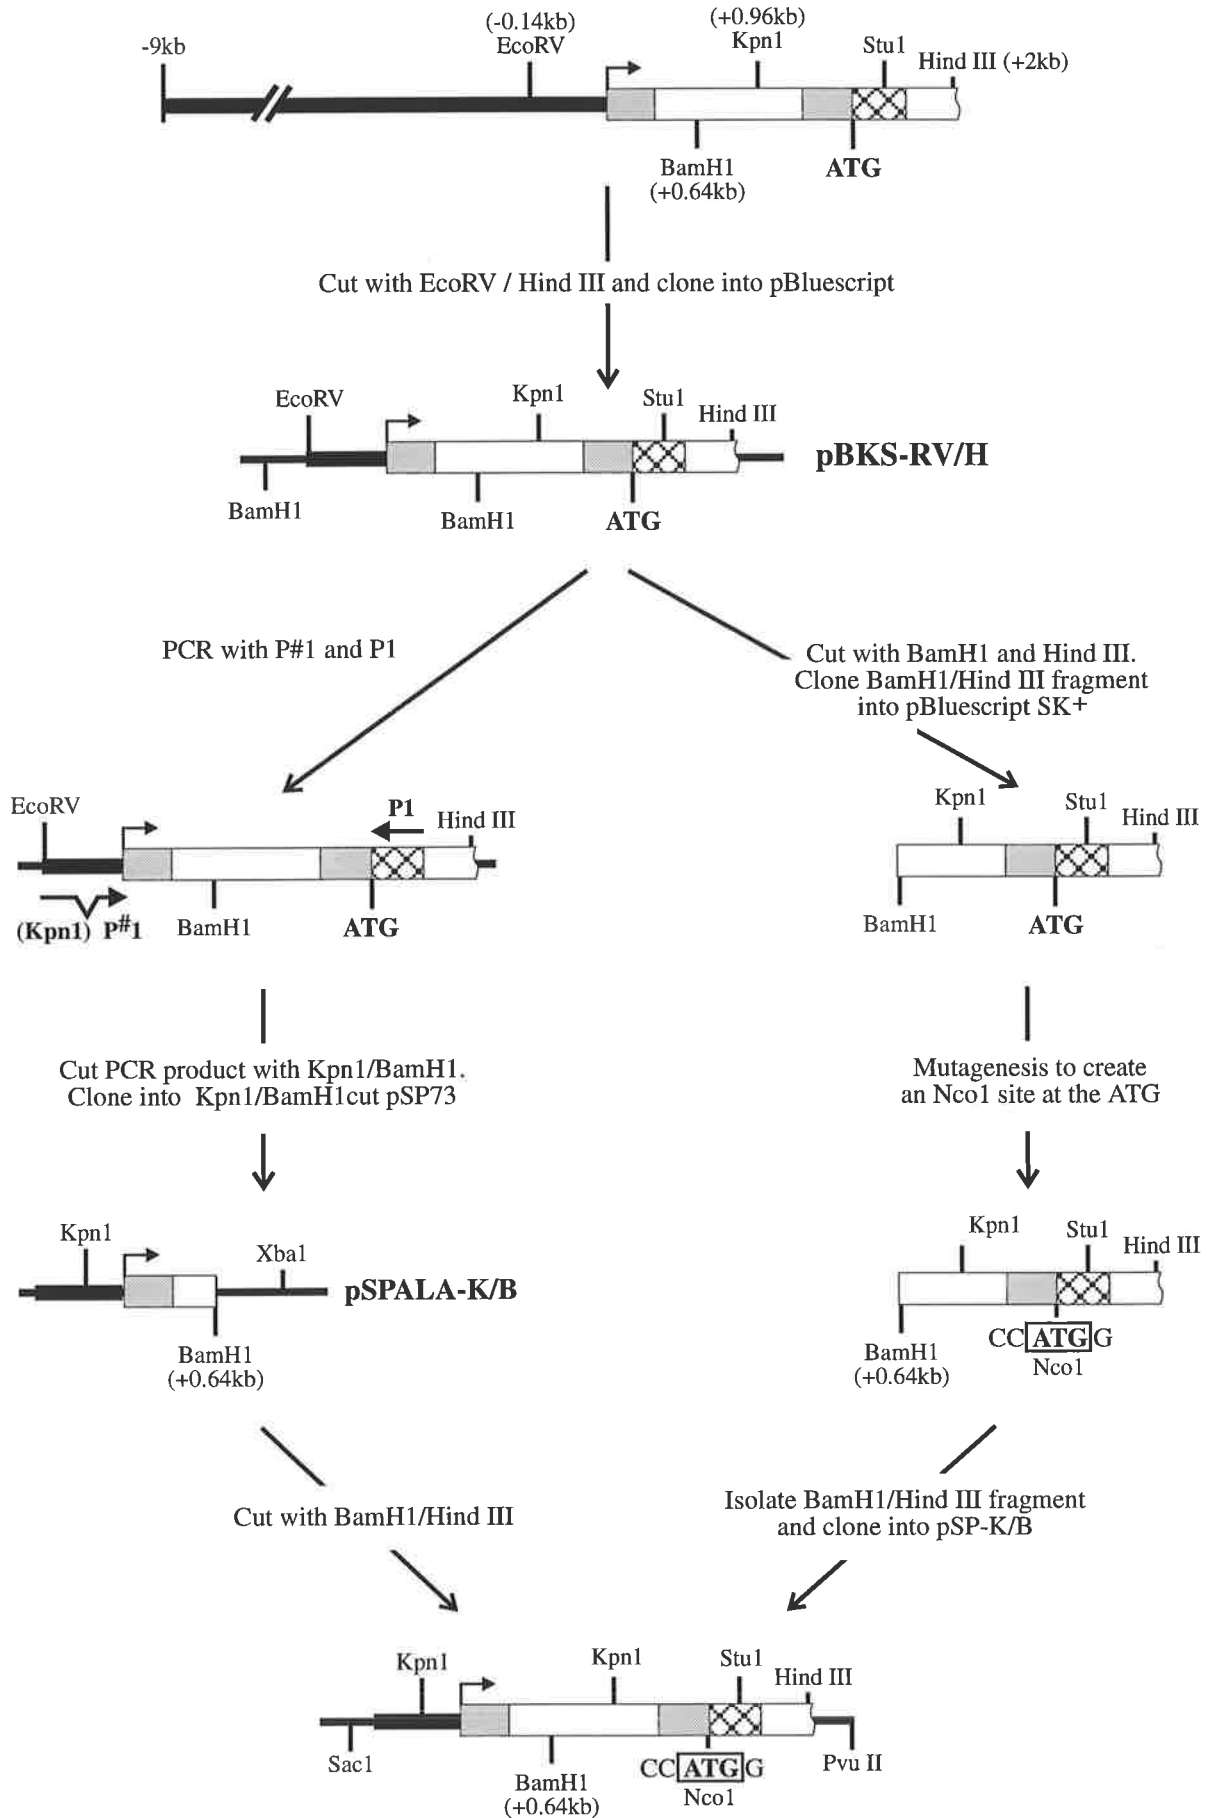 (-0.14kb)
(+0.96kb)
-9kb
EcoRV
Kpn1
Stu1
Hind III (+2kb)
BamH1
(+0.64kb)
ATG
Cut with EcoRV / Hind III and clone into pBluescript
EcoRV
Kpn1
Stu1
Hind III
pBKS-RV/H
BamH1
BamH1
ATG
PCR with P#1 and P1
Cut with BamH1 and Hind III.
Clone BamH1/Hind III fragment
into pBluescript SK+
EcoRV
P1
Hind III
(Kpn1) P#1
BamH1
ATG
Kpn1
Stu1
Hind III
BamH1
ATG
Cut PCR product with Kpn1/BamH1.
Clone into Kpn1/BamH1cut pSP73
Mutagenesis to create
an Nco1 site at the ATG
Kpn1
Xba1
pSPALA-K/B
BamH1
(+0.64kb)
Kpn1
Stu1
Hind III
BamH1
(+0.64kb)
CCATGG
Nco1
Cut with BamH1/Hind III
Isolate BamH1/Hind III fragment
and clone into pSP-K/B
Kpn1
Kpn1
Stu1
Hind III
Sac1
BamH1
(+0.64kb)
CCATGG
Nco1
Pvu II